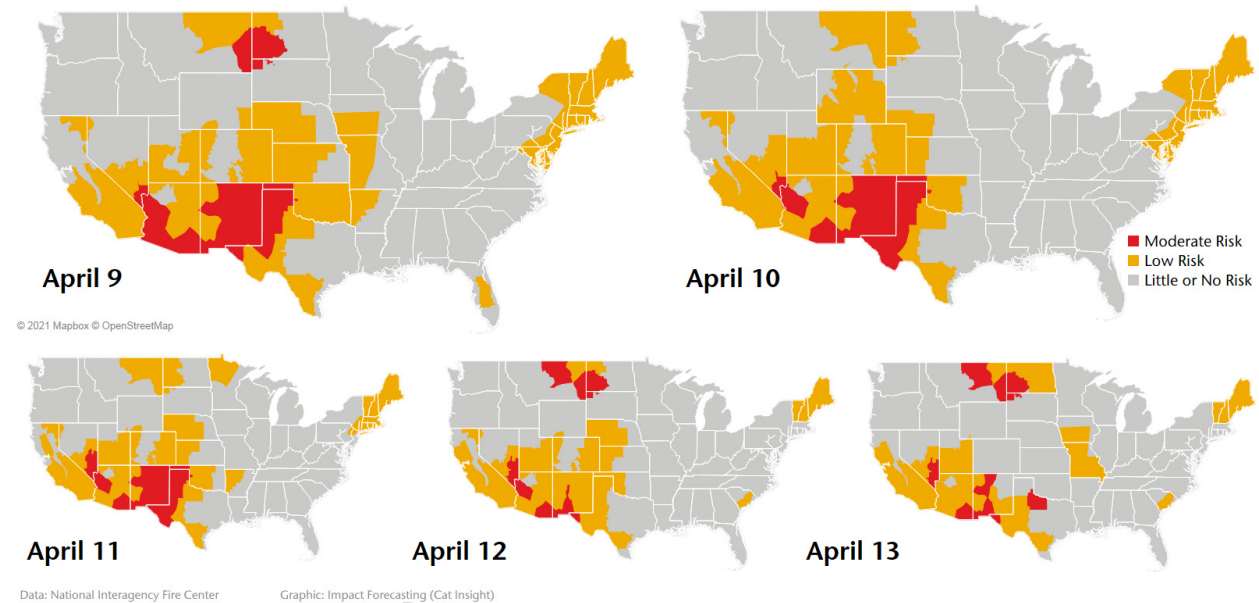 April 9
April 10
Moderate Risk
Low Risk
Little or No Risk
© 2021 Mapbox © OpenStreetMap
April 11
April 12
April 13
Data: National Interagency Fire Center
Graphic: Impact Forecasting (Cat Insight)